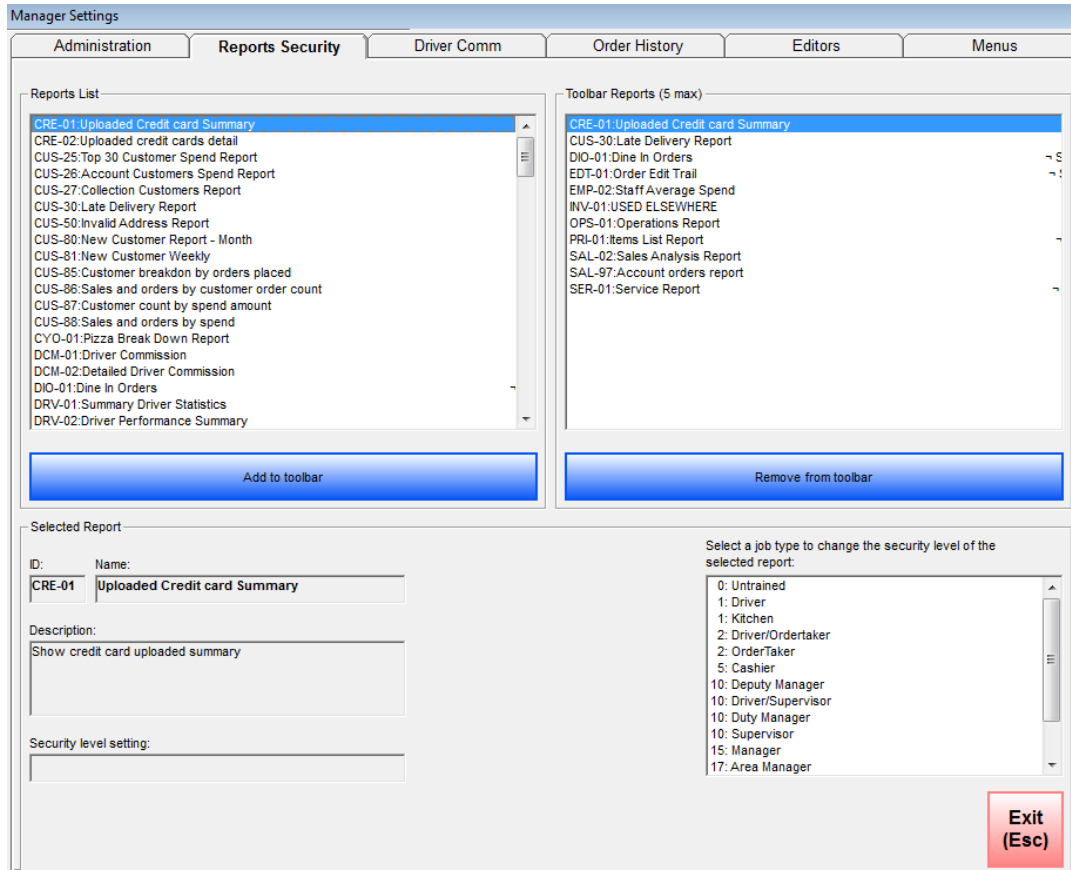 Manager Settings
Administration
Reports Security
Driver Comm
Order History
Editors
Menus
Reports List
CRE-01:Uploaded Credit card Summary
CRE-02:Uploaded credit cards detail
CUS-25:Top 30 Customer Spend Report
CUS-26:Account Customers Spend Report
CUS-27:Collection Customers Report
CUS-30:Late Delivery Report
CUS-50:Invalid Address Report
CUS-80:New Customer Report - Month
CUS-81:New Customer Weekly
CUS-85:Customer breakdon by orders placed
CUS-86:Sales and orders by customer order count
CUS-87:Customer count by spend amount
CUS-88:Sales and orders by spend
CYO-01:Pizza Break Down Report
DCM-01:Driver Commission
DCM-02:Detailed Driver Commission
DIO-01:Dine In Orders ¬
DRV-01:Summary Driver Statistics
DRV-02:Driver Performance Summary
Add to toolbar
Toolbar Reports (5 max)
CRE-01:Uploaded Credit card Summary
CUS-30:Late Delivery Report
DIO-01:Dine In Orders ¬ S
EDT-01:Order Edit Trail ¬
EMP-02:Staff Average Spend
INV-01:USED ELSEWHERE
OPS-01:Operations Report
PRI-01:Items List Report ¬
SAL-02:Sales Analysis Report
SAL-97:Account orders report
SER-01:Service Report ¬
Remove from toolbar
Selected Report
ID: Name:
CRE-01 Uploaded Credit card Summary
Description:
Show credit card uploaded summary
Security level setting:
Select a job type to change the security level of the
selected report:
0: Untrained
1: Driver
1: Kitchen
2: Driver/Ordertaker
2: OrderTaker
5: Cashier
10: Deputy Manager
10: Driver/Supervisor
10: Duty Manager
10: Supervisor
15: Manager
17: Area Manager
Exit
(Esc)